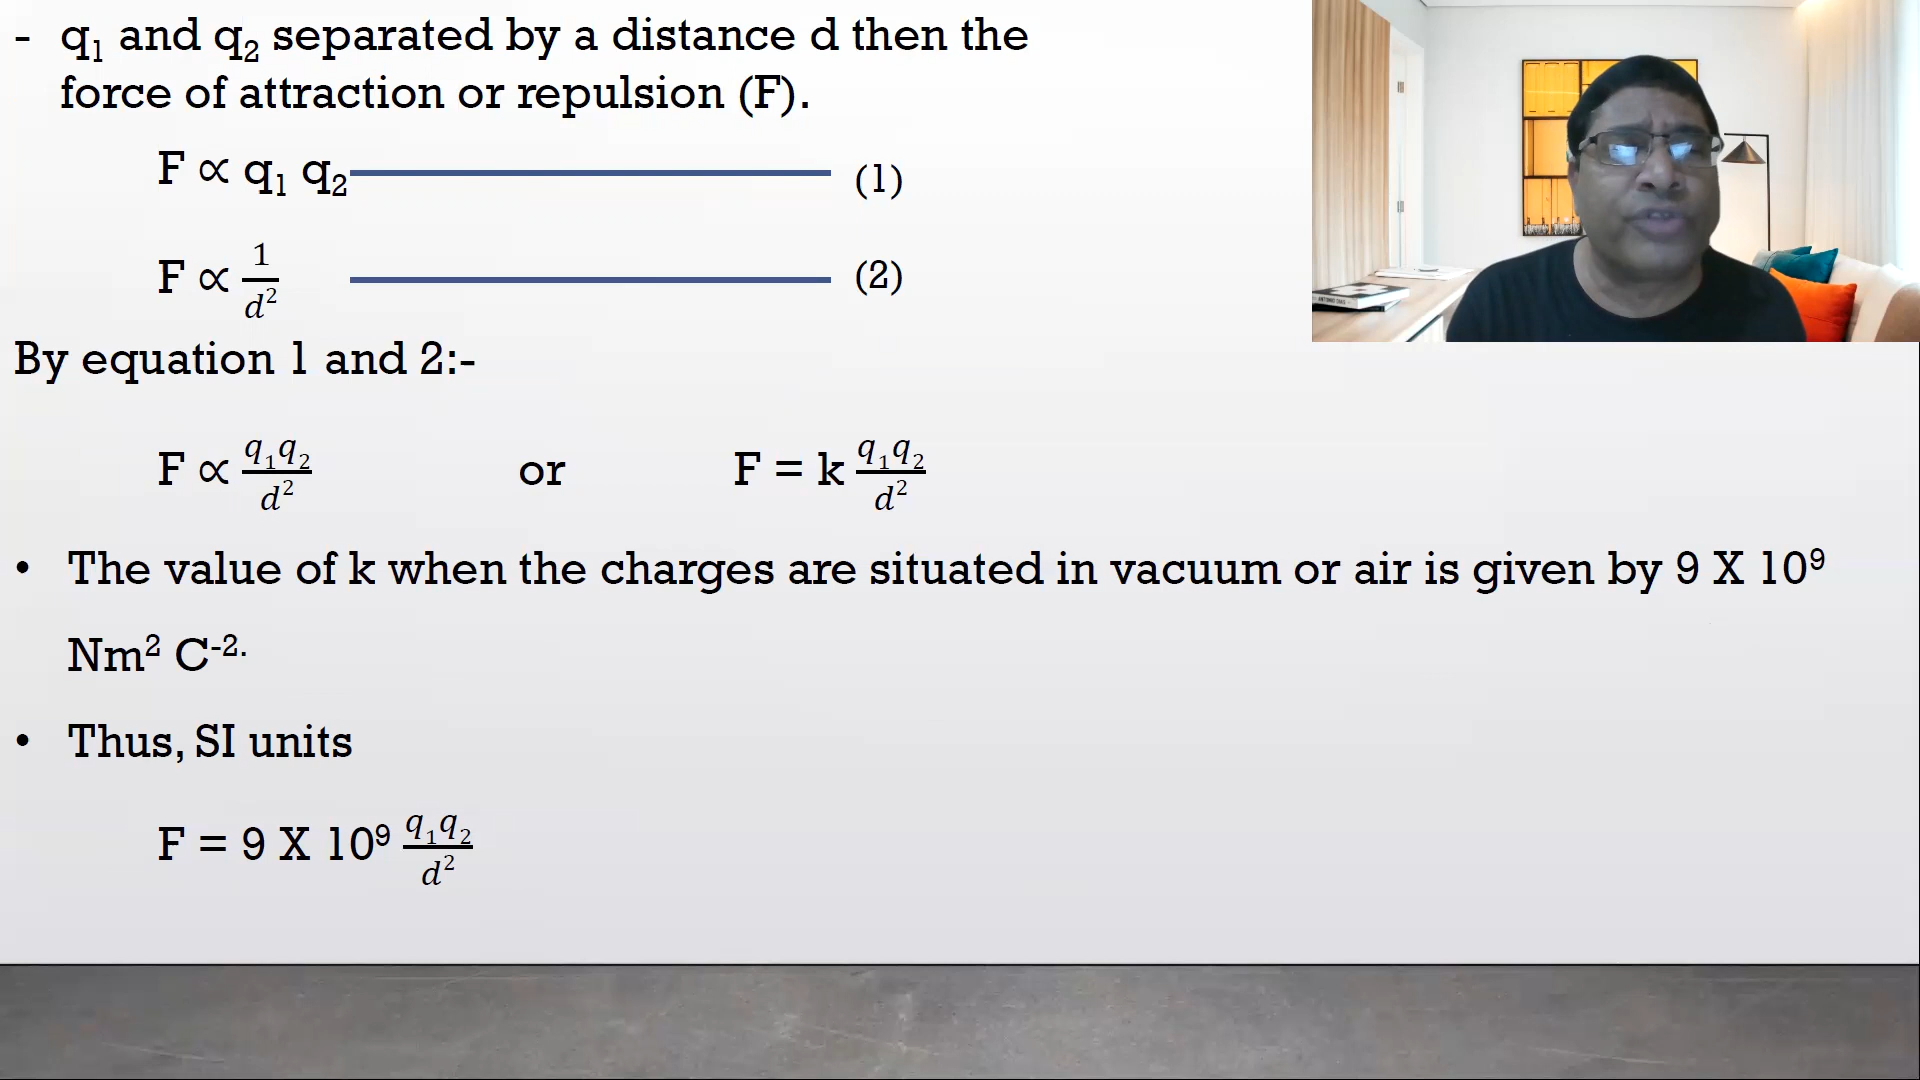 - q₁ and q₂ separated by a distance d then the
force of attraction or repulsion (F).
F ∝ q₁ q₂ (1)
F ∝ 1/d² (2)
By equation 1 and 2:-
F ∝ q₁q₂/d² or F = k q₁q₂/d²
• The value of k when the charges are situated in vacuum or air is given by 9 X 10⁹
Nm² C⁻²·
• Thus, SI units
F = 9 X 10⁹ q₁q₂/d²